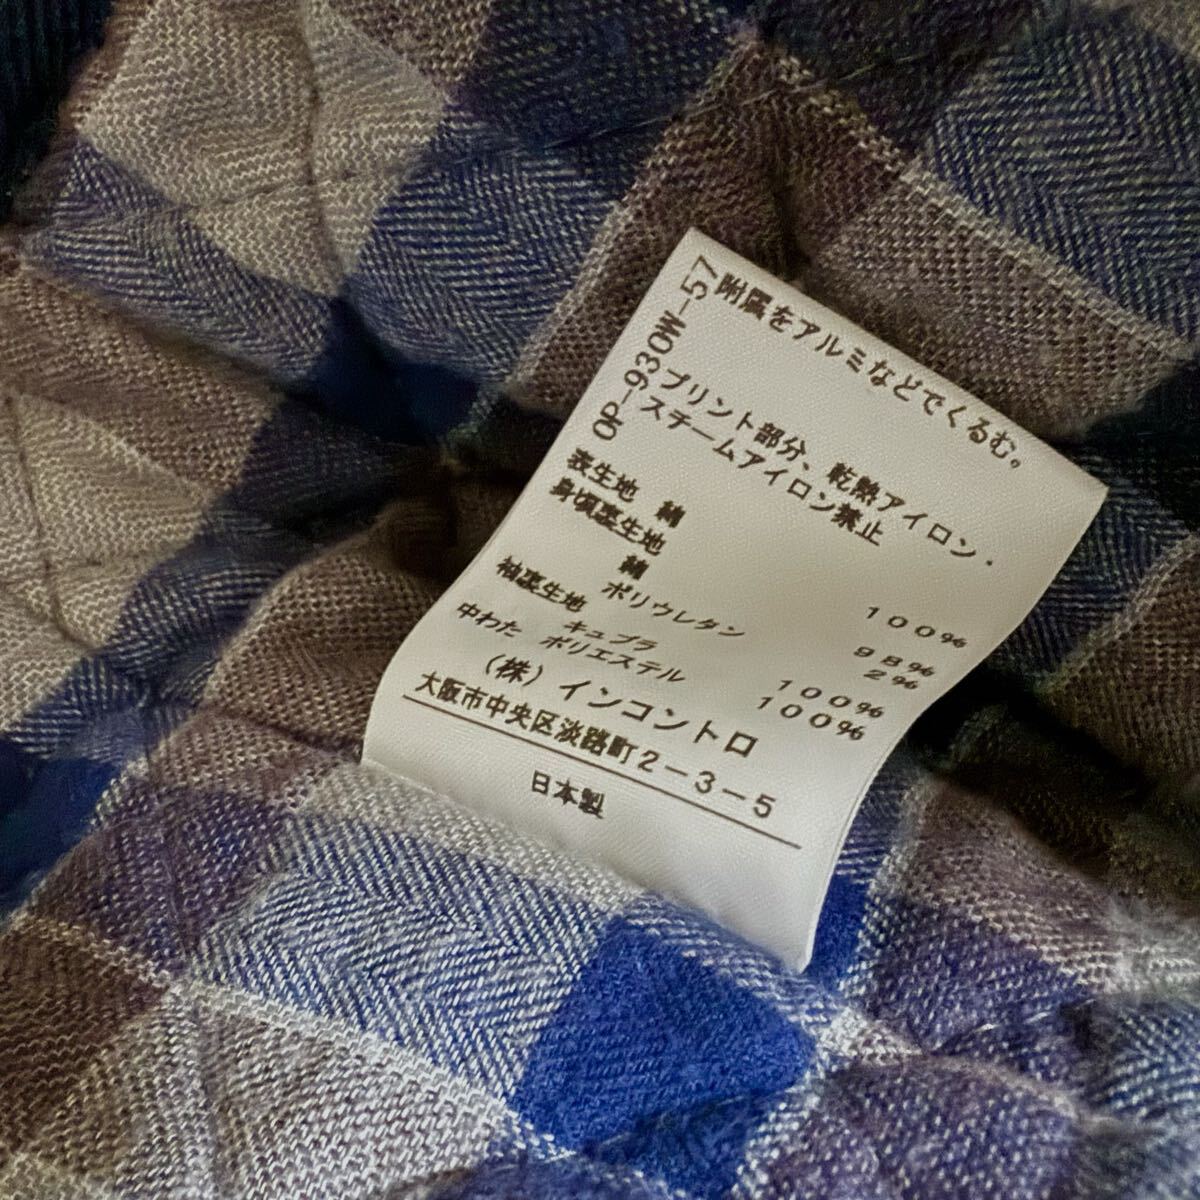 附属をアルミなどでくるむ。
プリント部分、乾熱アイロン・
スチームアイロン禁止
OP-930W-57
表生地 綿 100%
身頃裏生地
綿 98%
ポリウレタン 2%
袖裏生地
キュプラ 100%
中わた ポリエステル 100%
(株)インコントロ
大阪市中央区淡路町2-3-5
日本製